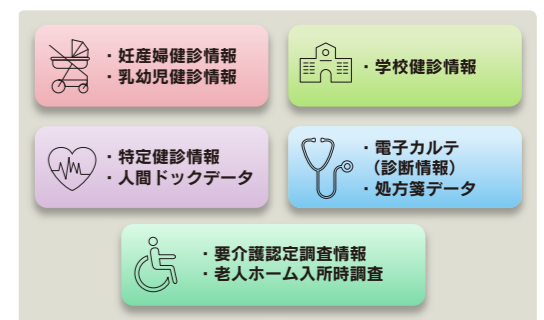 ・妊産婦健診情報
・乳幼児健診情報
・学校健診情報
・特定健診情報
・人間ドックデータ
・電子カルテ
（診断情報）
・処方箋データ
・要介護認定調査情報
・老人ホーム入所時調査